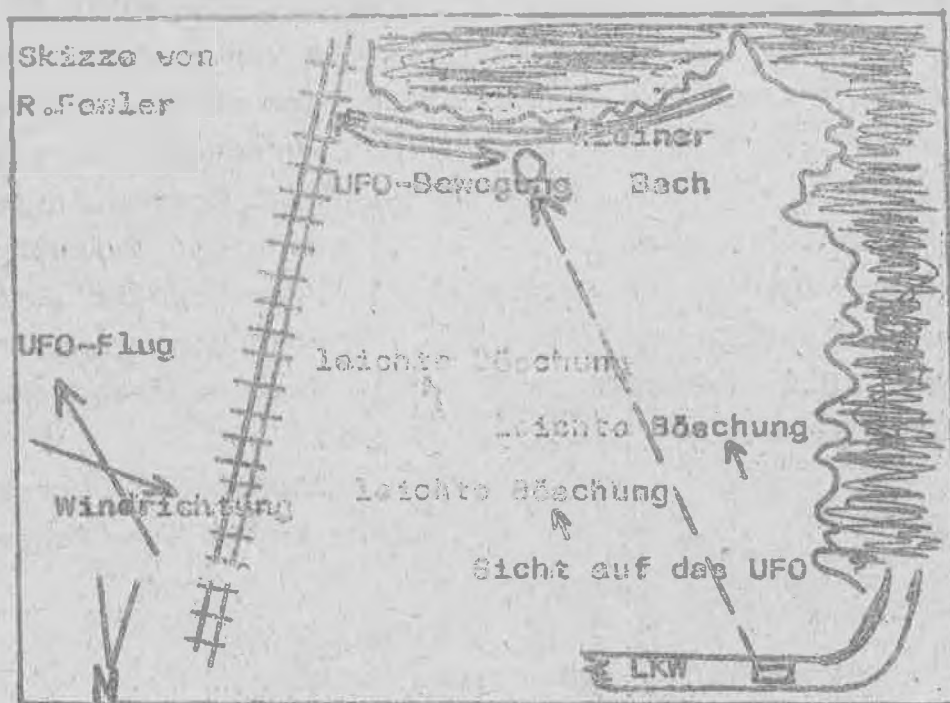 Skizze von
R.Fowler
kleiner
UFO-Bewegung Bach
UFO-Flug
leichte Böschung
leichte Böschung
leichte Böschung
Windrichtung
Sicht auf das UFO
LKW
N